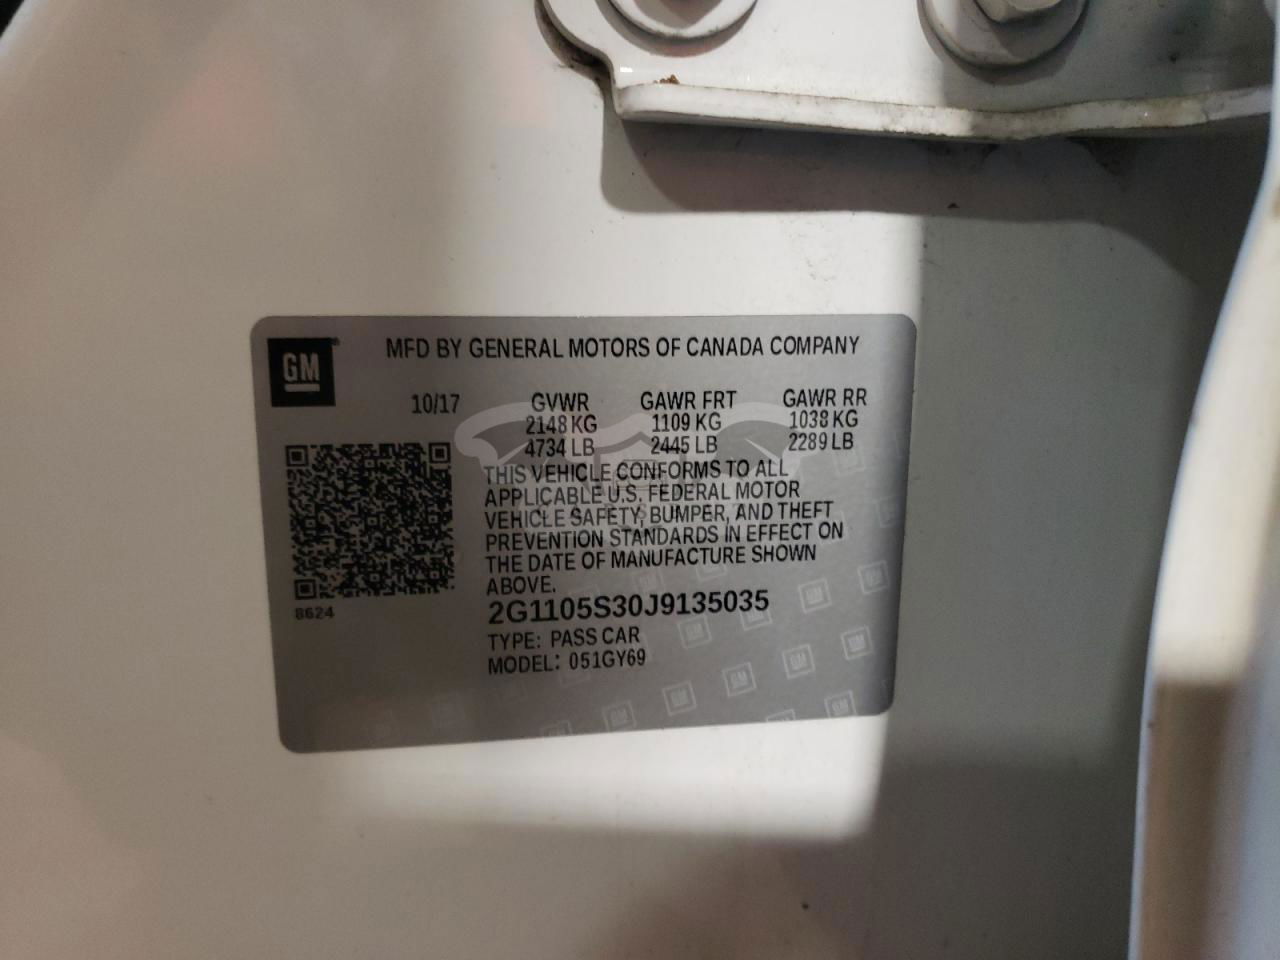 GM
MFD BY GENERAL MOTORS OF CANADA COMPANY
10/17 GVWR GAWR FRT GAWR RR
2148 KG 1109 KG 1038 KG
4734 LB 2445 LB 2289 LB
THIS VEHICLE CONFORMS TO ALL
APPLICABLE U.S. FEDERAL MOTOR
VEHICLE SAFETY, BUMPER, AND THEFT
PREVENTION STANDARDS IN EFFECT ON
THE DATE OF MANUFACTURE SHOWN
ABOVE.
8624
2G1105S30J9135035
TYPE: PASS CAR
MODEL: 051GY69